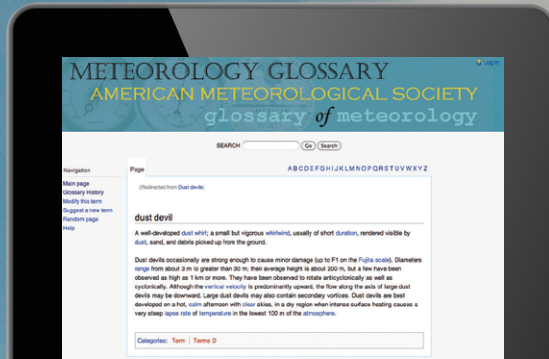 METEOROLOGY GLOSSARY
AMERICAN METEOROLOGICAL SOCIETY
glossary of meteorology
Log in
SEARCH Go Search
Navigation
Main page
Glossary History
Modify this term
Suggest a new term
Random page
Help
Page
A B C D E F G H I J K L M N O P Q R S T U V W X Y Z
(Redirected from Dust devils)
dust devil
A well-developed dust whirl; a small but vigorous whirlwind, usually of short duration, rendered visible by
dust, sand, and debris picked up from the ground.
Dust devils occasionally are strong enough to cause minor damage (up to F1 on the Fujita scale). Diameters
range from about 3 m to greater than 30 m; their average height is about 200 m, but a few have been
observed as high as 1 km or more. They have been observed to rotate anticyclonically as well as
cyclonically. Although the vertical velocity is predominantly upward, the flow along the axis of large dust
devils may be downward. Large dust devils may also contain secondary vortices. Dust devils are best
developed on a hot, calm afternoon with clear skies, in a dry region when intense surface heating causes a
very steep lapse rate of temperature in the lowest 100 m of the atmosphere.
Categories: Term | Terms D